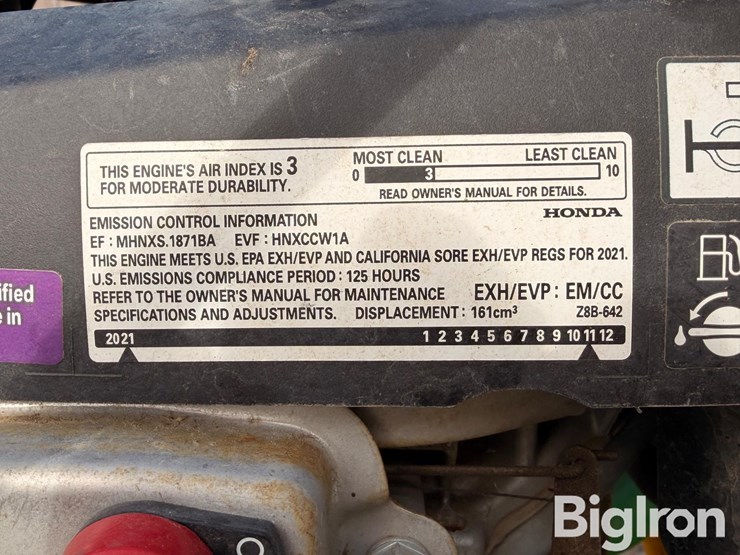 THIS ENGINE'S AIR INDEX IS 3
FOR MODERATE DURABILITY.
MOST CLEAN LEAST CLEAN
0 3 10
READ OWNER'S MANUAL FOR DETAILS.
EMISSION CONTROL INFORMATION HONDA
EF : MHNXS.1871BA EVF : HNXCCW1A
THIS ENGINE MEETS U.S. EPA EXH/EVP AND CALIFORNIA SORE EXH/EVP REGS FOR 2021.
U.S. EMISSIONS COMPLIANCE PERIOD : 125 HOURS
REFER TO THE OWNER'S MANUAL FOR MAINTENANCE EXH/EVP : EM/CC
SPECIFICATIONS AND ADJUSTMENTS. DISPLACEMENT : 161cm³ Z8B-642
2021 1 2 3 4 5 6 7 8 9 10 11 12
ified
e in
O
BigIron